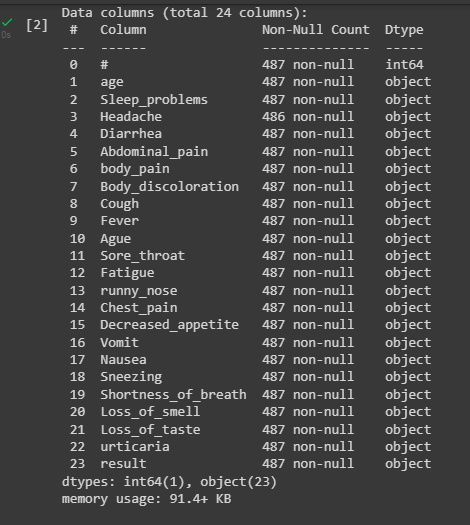 [2]
0s
Data columns (total 24 columns):
 #   Column               Non-Null Count  Dtype
---  ------               --------------  -----
 0   #                    487 non-null    int64
 1   age                  487 non-null    object
 2   Sleep_problems       487 non-null    object
 3   Headache             486 non-null    object
 4   Diarrhea             487 non-null    object
 5   Abdominal_pain       487 non-null    object
 6   body_pain            487 non-null    object
 7   Body_discoloration   487 non-null    object
 8   Cough                487 non-null    object
 9   Fever                487 non-null    object
 10  Ague                 487 non-null    object
 11  Sore_throat          487 non-null    object
 12  Fatigue              487 non-null    object
 13  runny_nose           487 non-null    object
 14  Chest_pain           487 non-null    object
 15  Decreased_appetite   487 non-null    object
 16  Vomit                487 non-null    object
 17  Nausea               487 non-null    object
 18  Sneezing             487 non-null    object
 19  Shortness_of_breath  487 non-null    object
 20  Loss_of_smell        487 non-null    object
 21  Loss_of_taste        487 non-null    object
 22  urticaria            487 non-null    object
 23  result               487 non-null    object
dtypes: int64(1), object(23)
memory usage: 91.4+ KB